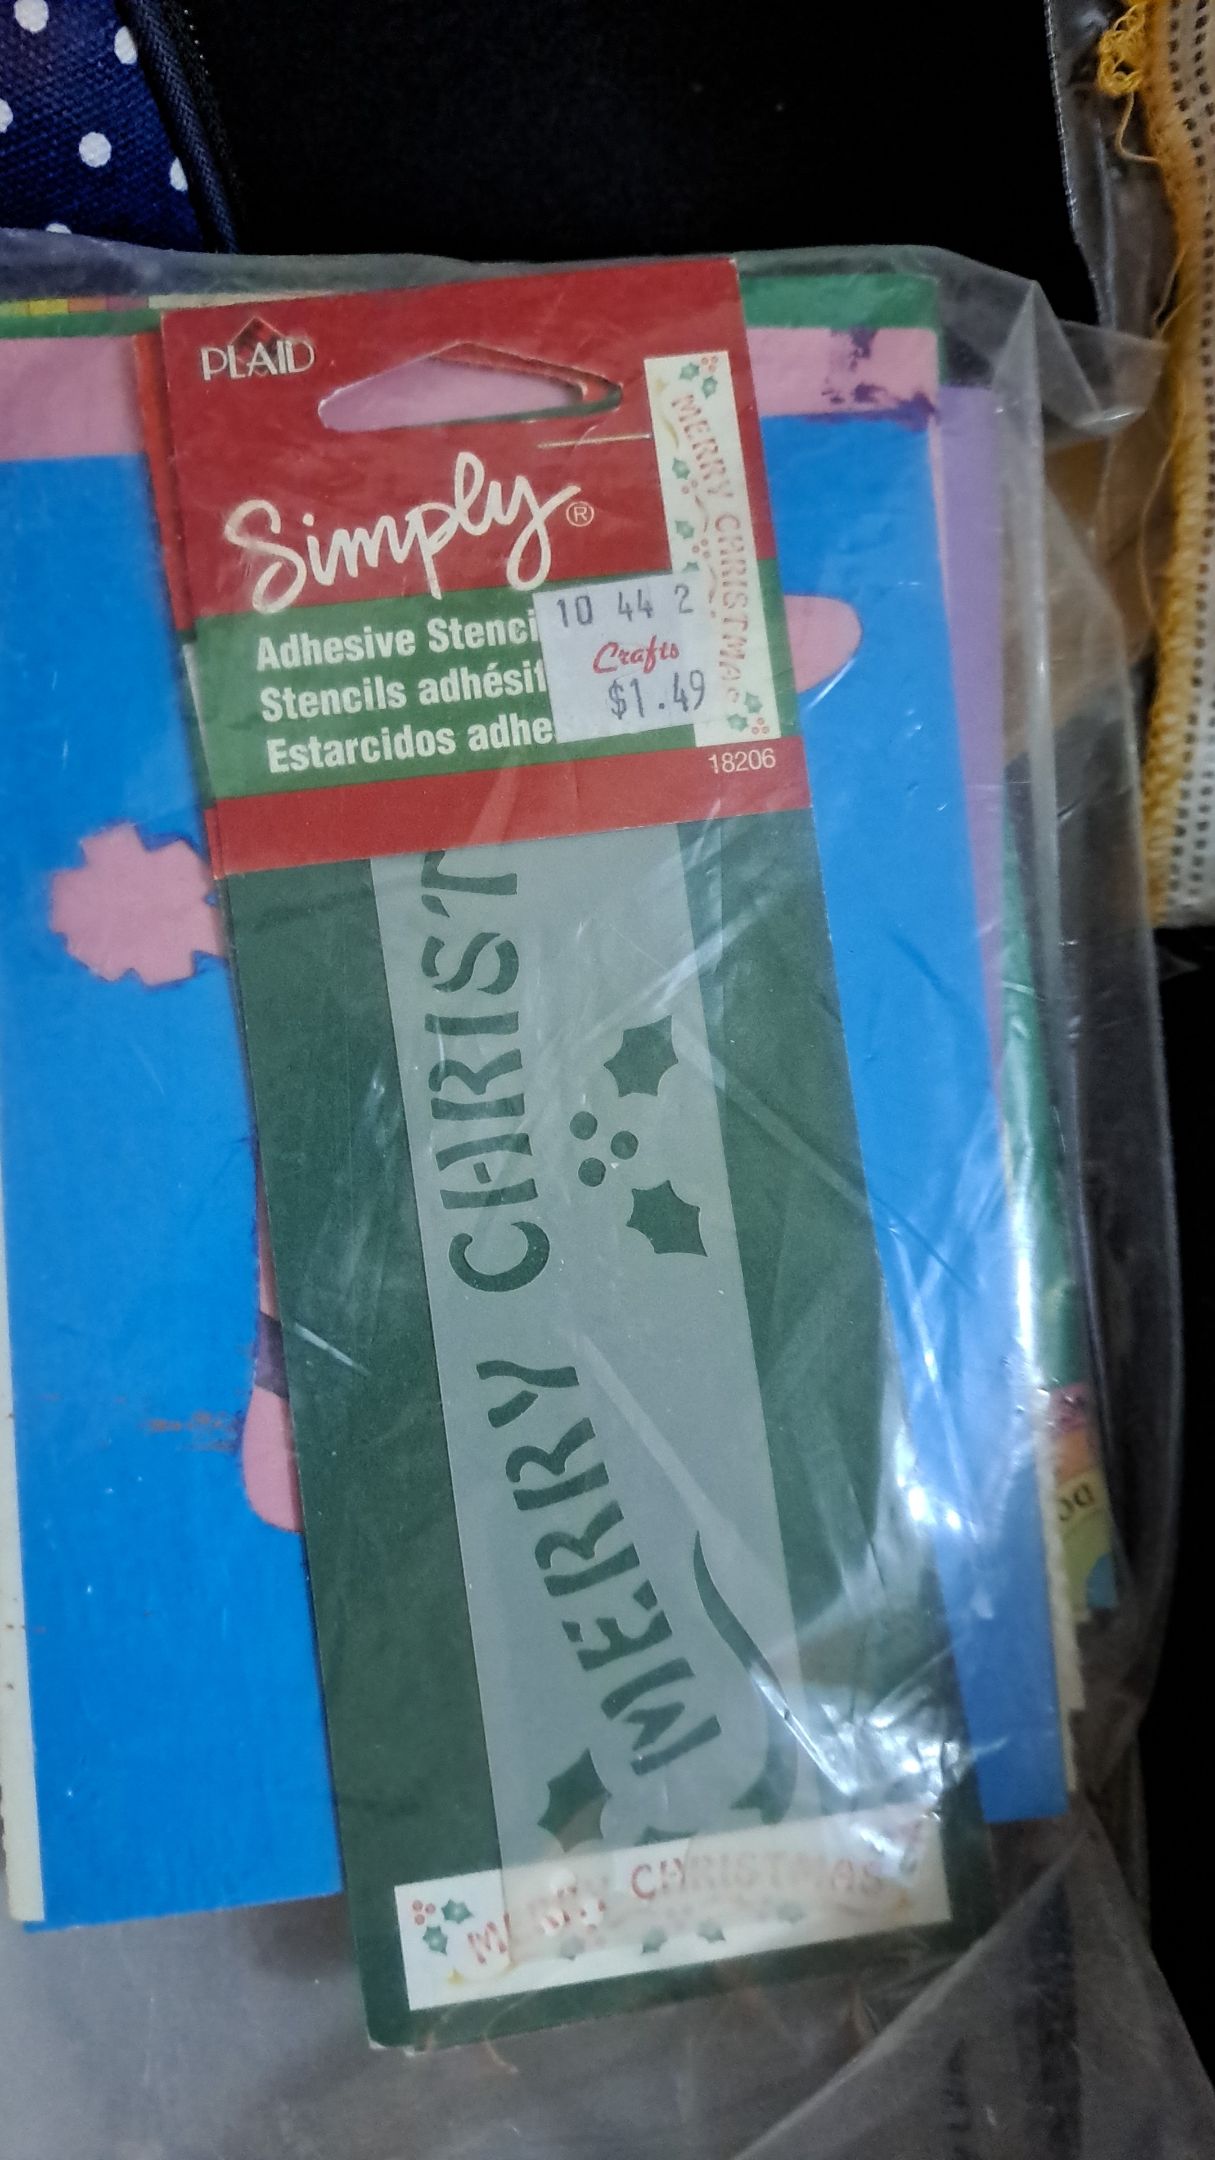 PLAID
Simply®
Adhesive Stenci
Stencils adhésif
Estarcidos adhe
10 44 2
Crafts
$1.49
MERRY CHRISTMAS
18206
MERRY CHRIST
CHRISTMAS